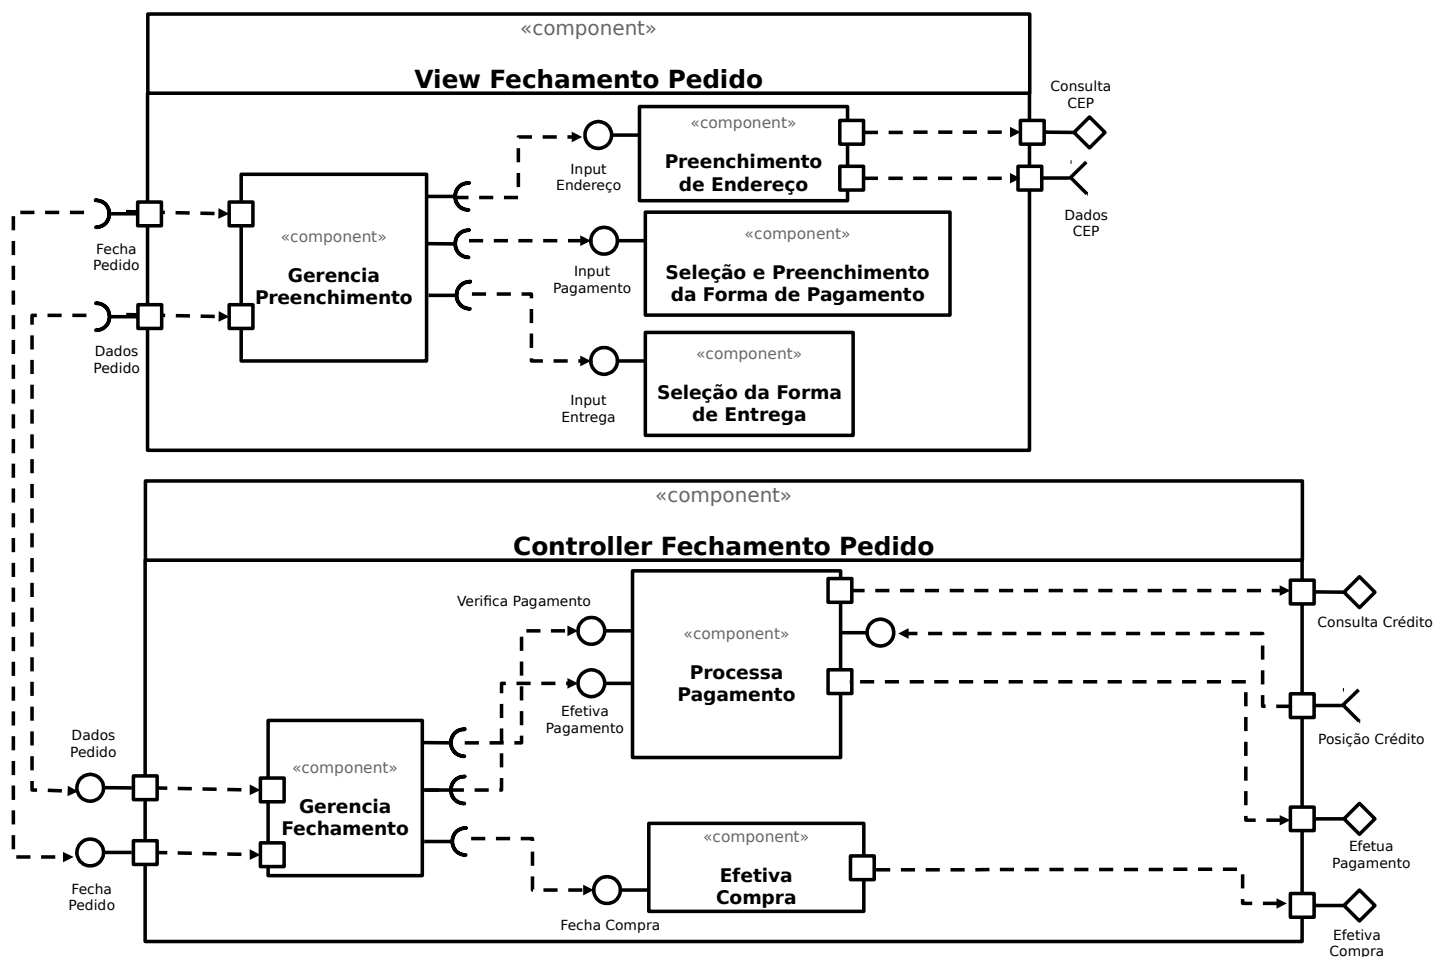 «component»
View Fechamento Pedido
Consulta
CEP
«component»
Preenchimento
de Endereço
Input
Endereço
Dados
CEP
Fecha
Pedido
«component»
Gerencia
Preenchimento
«component»
Seleção e Preenchimento
da Forma de Pagamento
Input
Pagamento
Dados
Pedido
«component»
Seleção da Forma
de Entrega
Input
Entrega
«component»
Controller Fechamento Pedido
Verifica Pagamento
«component»
Processa
Pagamento
Consulta Crédito
Efetiva
Pagamento
Posição Crédito
Dados
Pedido
«component»
Gerencia
Fechamento
«component»
Efetiva
Compra
Efetua
Pagamento
Fecha
Pedido
Fecha Compra
Efetiva
Compra